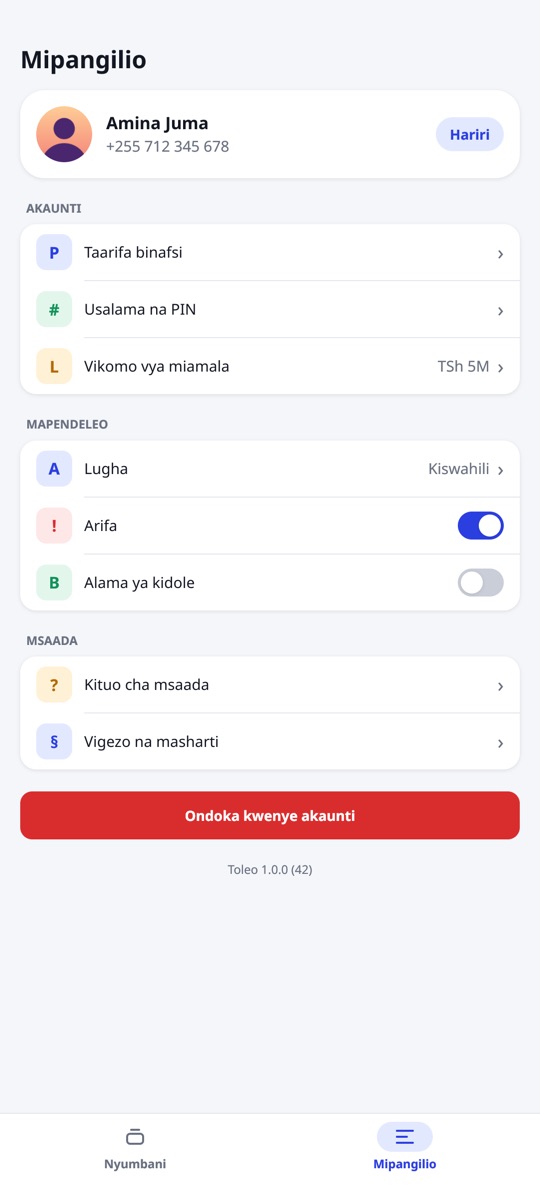 Mipangilio
Amina Juma
+255 712 345 678
Hariri
AKAUNTI
P Taarifa binafsi ›
# Usalama na PIN ›
L Vikomo vya miamala TSh 5M ›
MAPENDELEO
A Lugha Kiswahili ›
! Arifa
B Alama ya kidole
MSAADA
? Kituo cha msaada ›
§ Vigezo na masharti ›
Ondoka kwenye akaunti
Toleo 1.0.0 (42)
Nyumbani Mipangilio